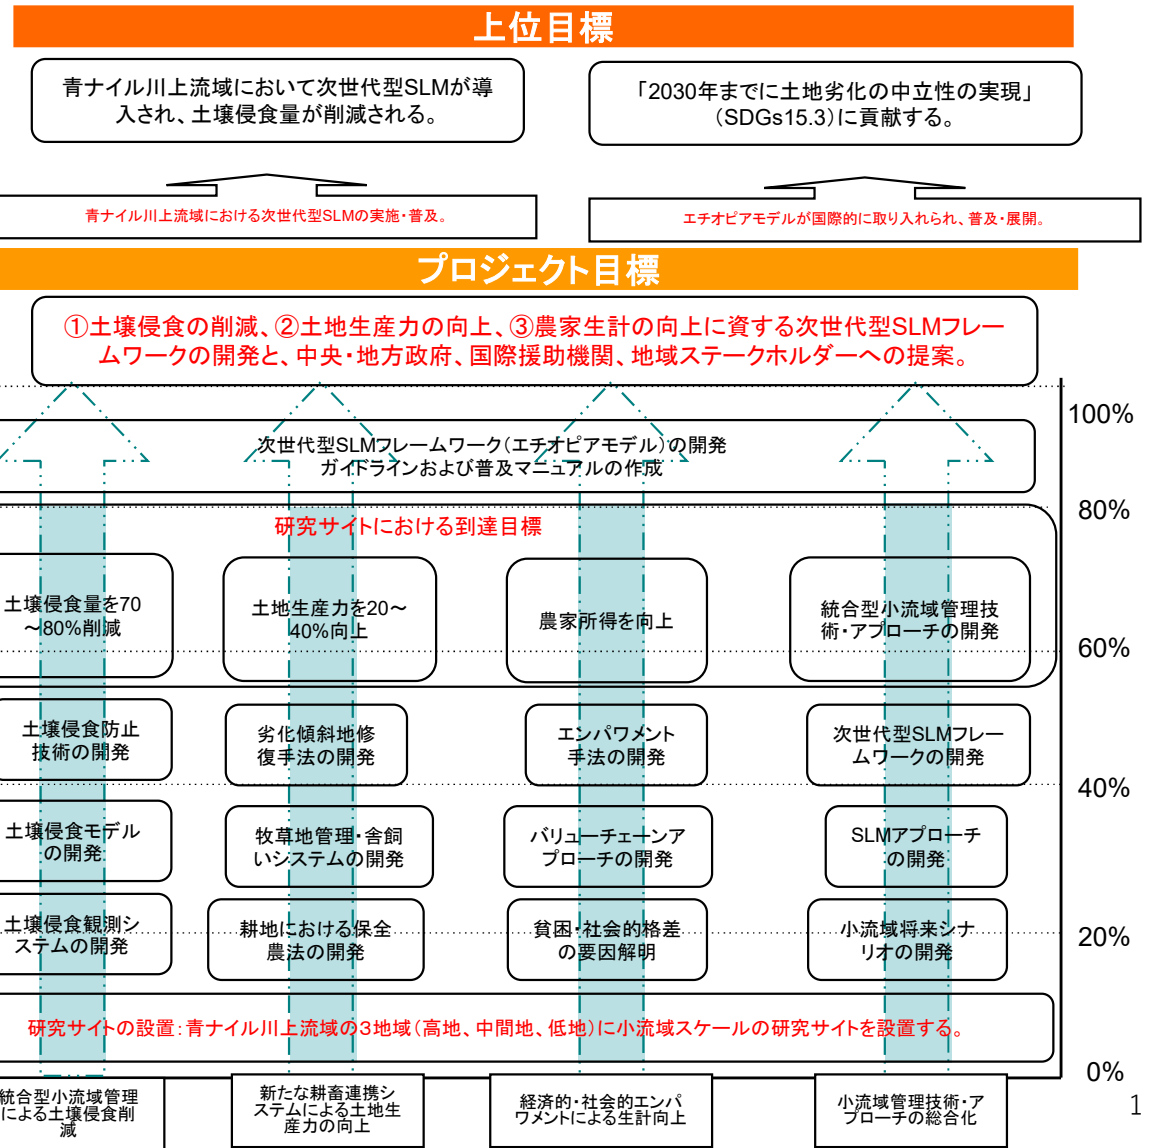 上位目標
青ナイル川上流域において次世代型SLMが導
入され、土壌侵食量が削減される。
「2030年までに土地劣化の中立性の実現」
（SDGs15.3）に貢献する。
青ナイル川上流域における次世代型SLMの実施・普及。
エチオピアモデルが国際的に取り入れられ、普及・展開。
プロジェクト目標
①土壌侵食の削減、②土地生産力の向上、③農家生計の向上に資する次世代型SLMフレー
ムワークの開発と、中央・地方政府、国際援助機関、地域ステークホルダーへの提案。
100%
次世代型SLMフレームワーク（エチオピアモデル）の開発
ガイドラインおよび普及マニュアルの作成
80%
研究サイトにおける到達目標
土壌侵食量を70
～80%削減
土地生産力を20～
40%向上
農家所得を向上
統合型小流域管理技
術・アプローチの開発
60%
土壌侵食防止
技術の開発
劣化傾斜地修
復手法の開発
エンパワメント
手法の開発
次世代型SLMフレー
ムワークの開発
40%
土壌侵食モデル
の開発
牧草地管理・舎飼
いシステムの開発
バリューチェーンア
プローチの開発
SLMアプローチ
の開発
土壌侵食観測シ
ステムの開発
耕地における保全
農法の開発
貧困・社会的格差
の要因解明
小流域将来シナ
リオの開発
20%
研究サイトの設置：青ナイル川上流域の3地域（高地、中間地、低地）に小流域スケールの研究サイトを設置する。
0%
統合型小流域管理
による土壌侵食削
減
新たな耕畜連携シ
ステムによる土地生
産力の向上
経済的・社会的エンパ
ワメントによる生計向上
小流域管理技術・ア
プローチの総合化
1